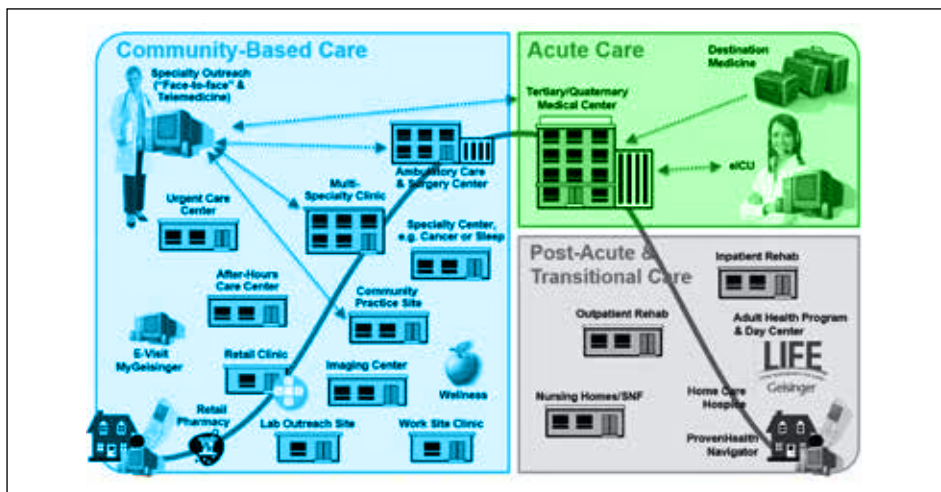 Community-Based Care
Specialty Outreach
("Face-to-face" &
Telemedicine)
Urgent Care
Center
Multi-
Specialty Clinic
Ambulatory Care
& Surgery Center
Specialty Center,
e.g. Cancer or Sleep
After-Hours
Care Center
Community
Practice Site
E-Visit
MyGeisinger
Retail Clinic
Imaging Center
Wellness
Retail
Pharmacy
Lab Outreach Site
Work Site Clinic
Acute Care
Tertiary/Quaternary
Medical Center
Destination
Medicine
eICU
Post-Acute &
Transitional Care
Inpatient Rehab
Outpatient Rehab
Adult Health Program
& Day Center
LIFE
Geisinger
Nursing Homes/SNF
Home Care
Hospice
ProvenHealth
Navigator